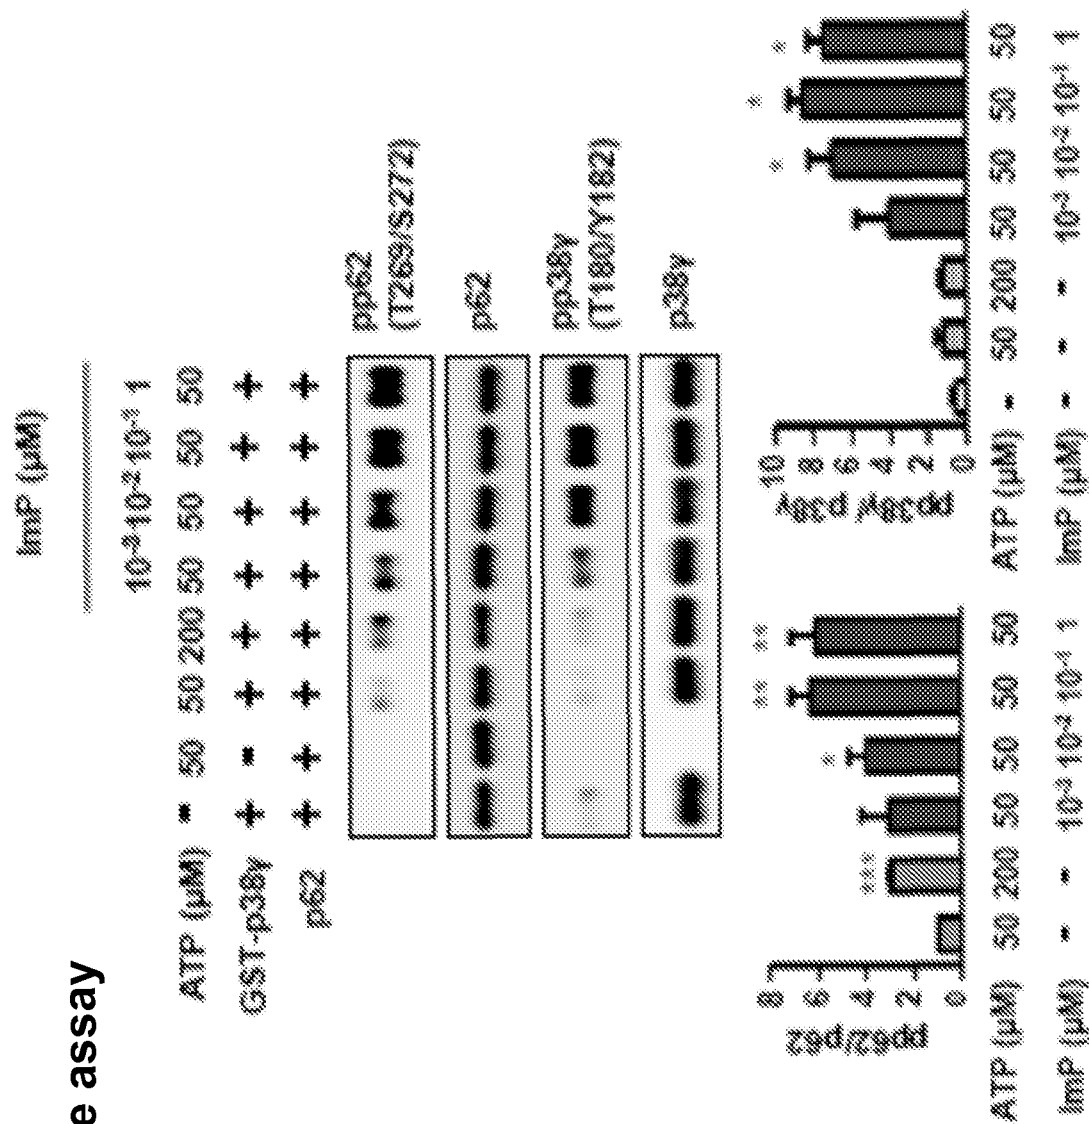 e assay
ImP (µM)
10⁻³ 10⁻² 10⁻¹ 1
ATP (µM) - 50 50 200 50 50 50 50
GST-p38γ + - + + + + + +
p62 + + + + + + + +
pp62
(T269/S272)
p62
pp38γ
(T180/Y182)
p38γ
pp62/p62
8
6
4
2
0
*** * ** **
ATP (µM) 50 200 50 50 50 50
ImP (µM) - - 10⁻³ 10⁻² 10⁻¹ 1
pp38γ/ p38γ
10
8
6
4
2
0
* * *
ATP (µM) - 50 200 50 50 50 50
ImP (µM) - - - 10⁻³ 10⁻² 10⁻¹ 1